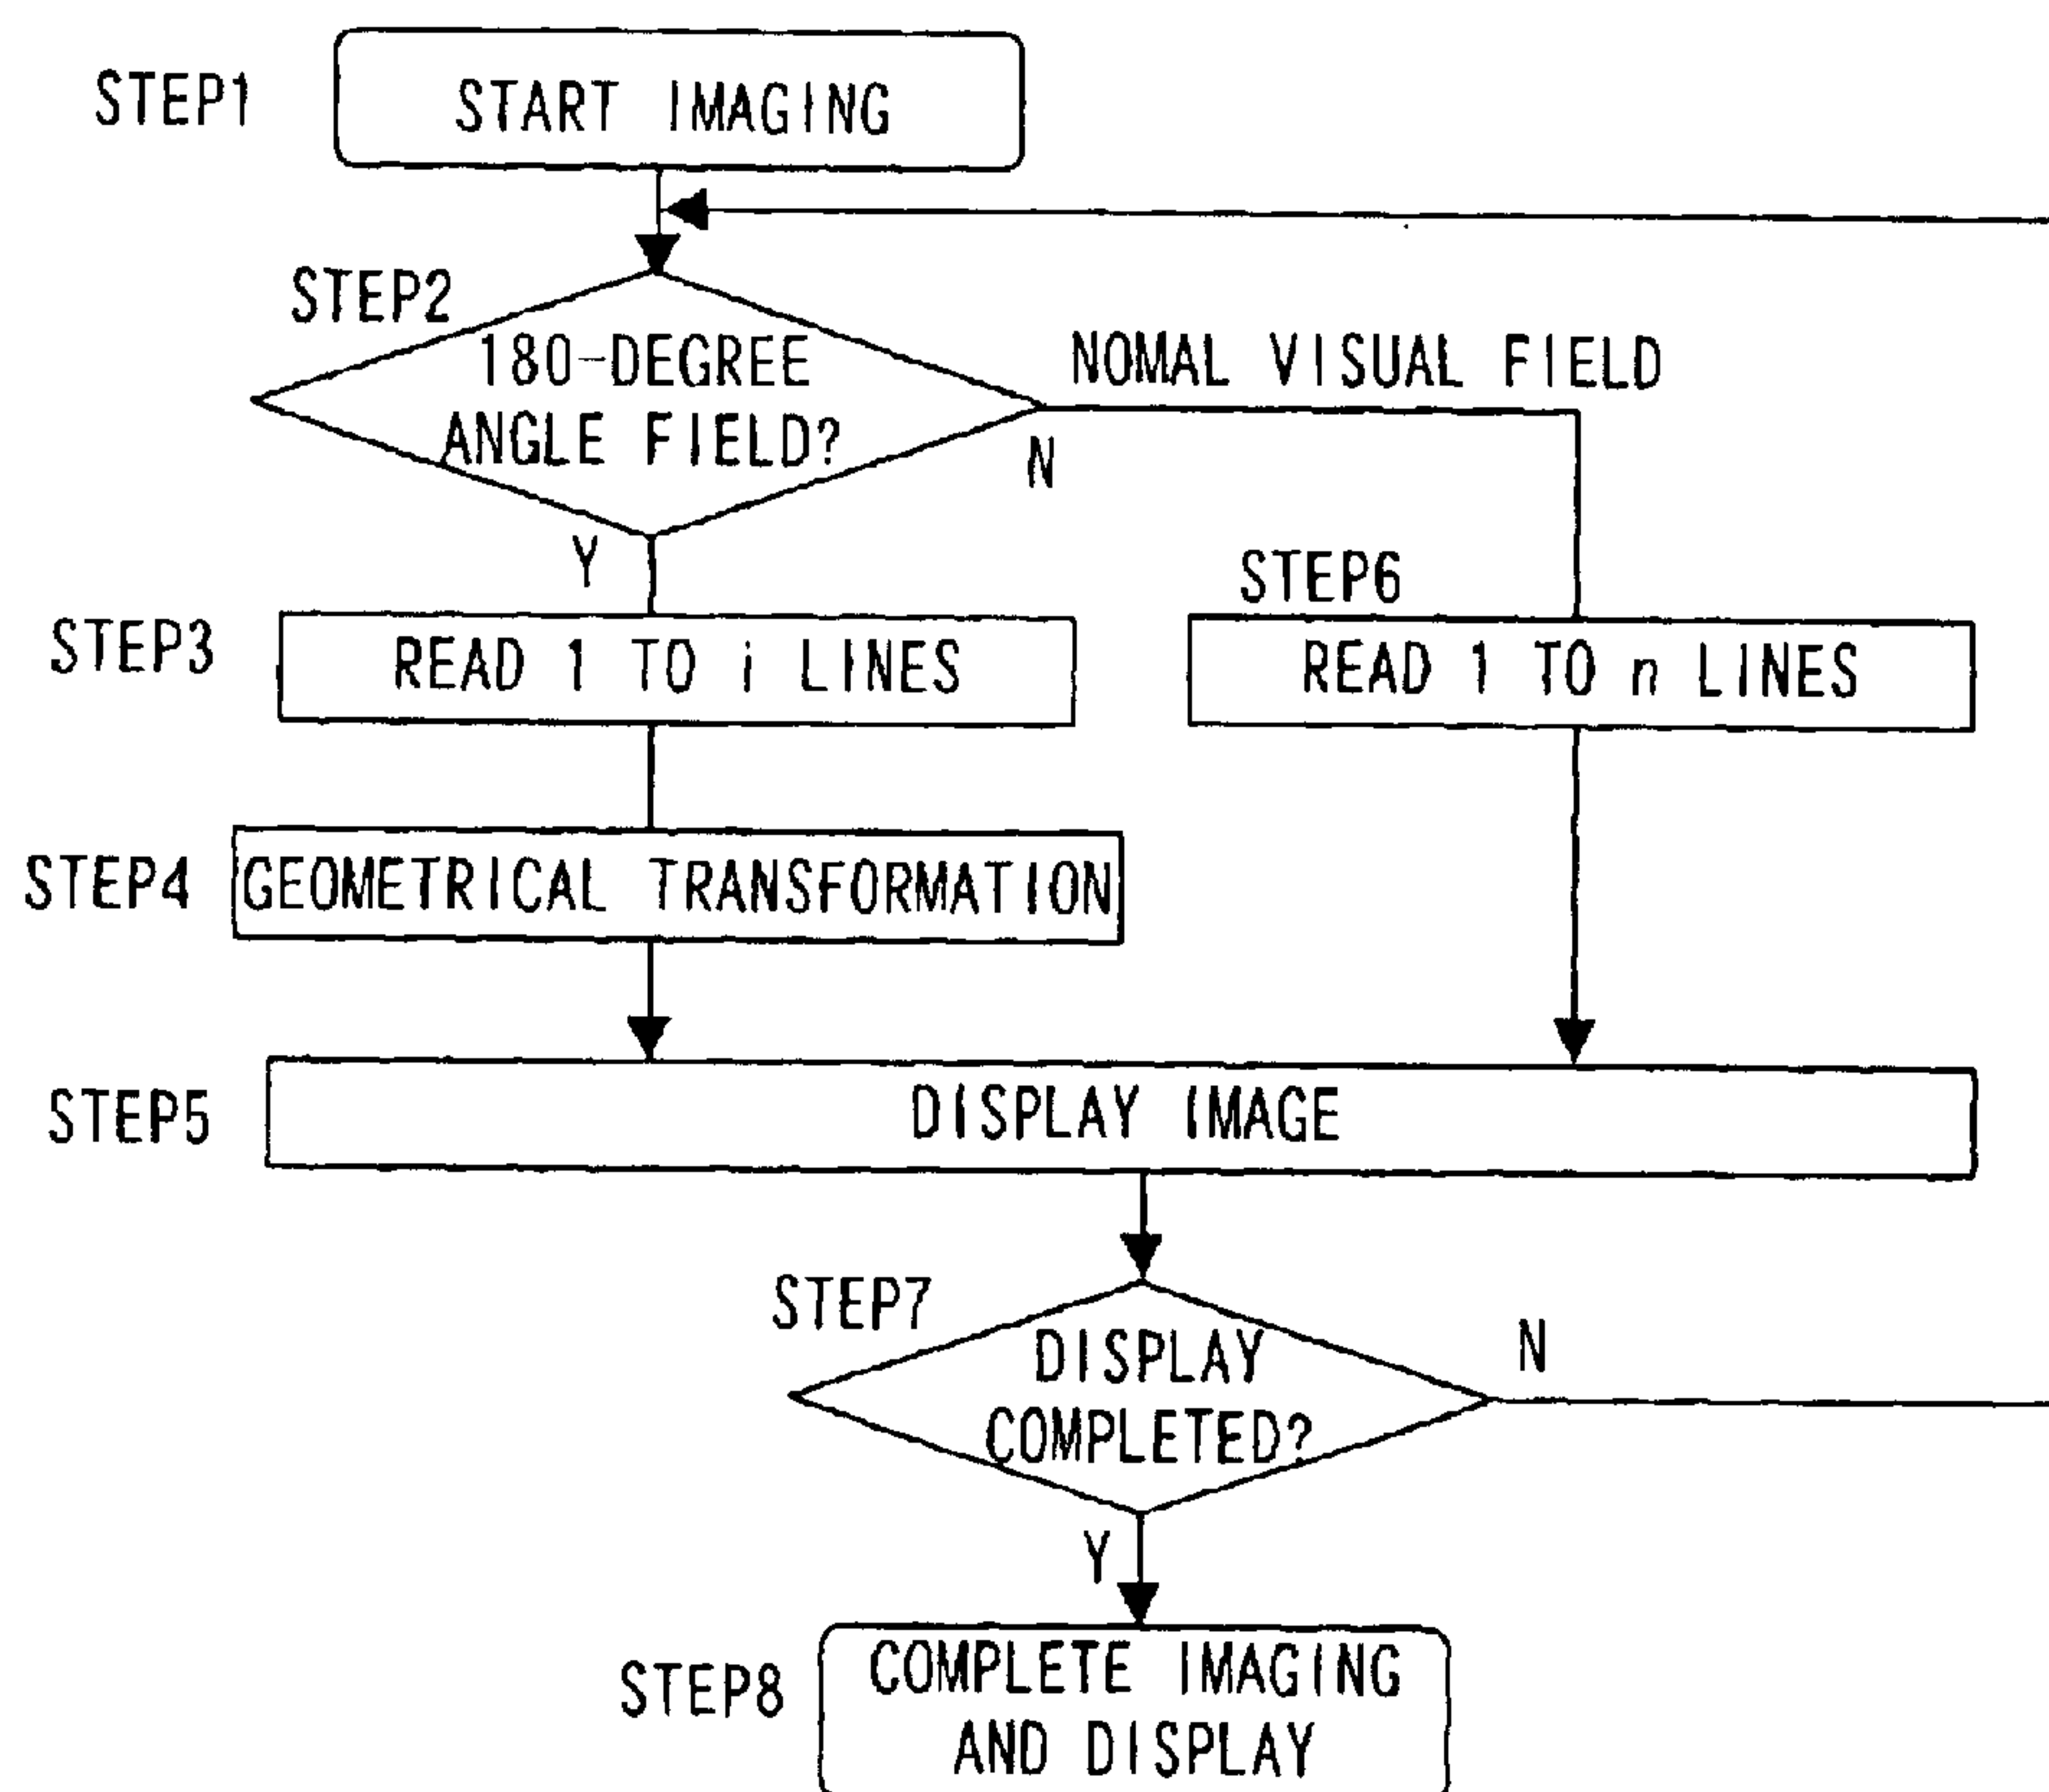 STEP1
START IMAGING
STEP2
180-DEGREE
ANGLE FIELD?
NOMAL VISUAL FIELD
N
Y
STEP3
READ 1 TO i LINES
STEP6
READ 1 TO n LINES
STEP4
GEOMETRICAL TRANSFORMATION
STEP5
DISPLAY IMAGE
STEP7
DISPLAY
COMPLETED?
N
Y
STEP8
COMPLETE IMAGING
AND DISPLAY